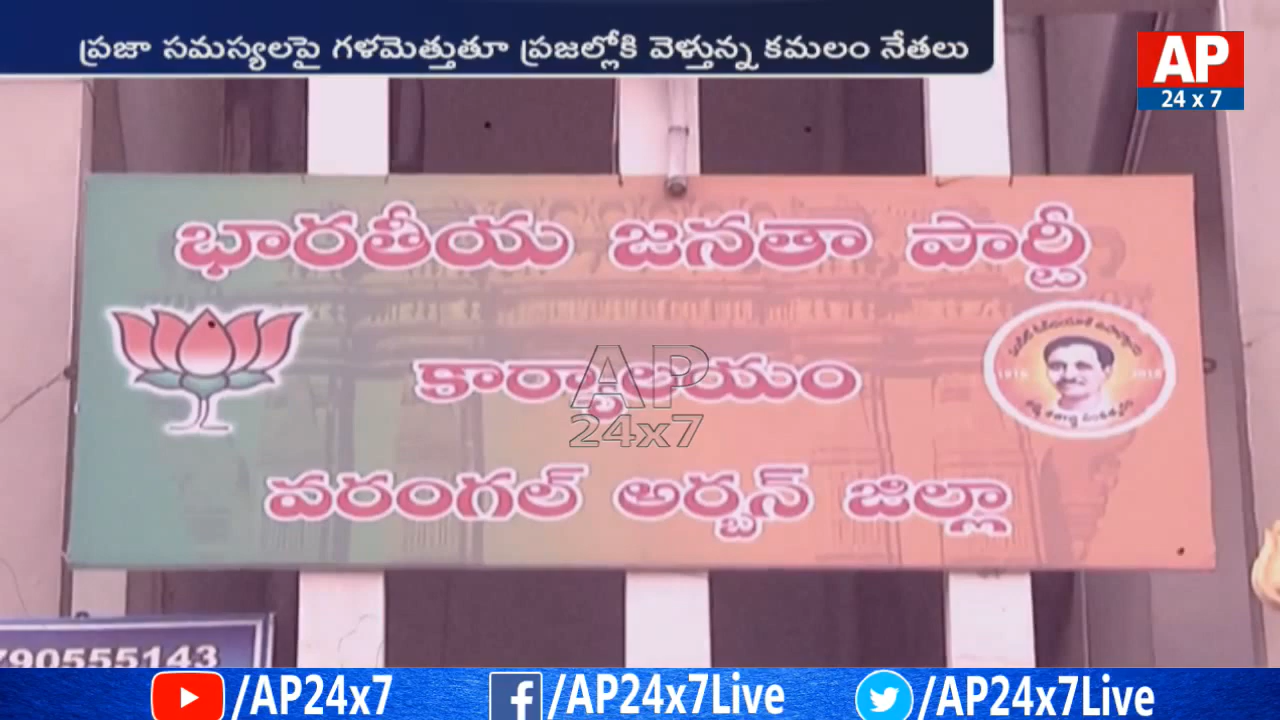 ప్రజా సమస్యలపై గళమెత్తుతూ ప్రజల్లోకి వెళ్తున్న కమలం నేతలు
AP
24 x 7
భారతీయ జనతా పార్టీ
కార్యాలయం
AP
24x7
1916
2016
వరంగల్ అర్బన్ జిల్లా
790555143
/AP24x7
/AP24x7Live
/AP24x7Live